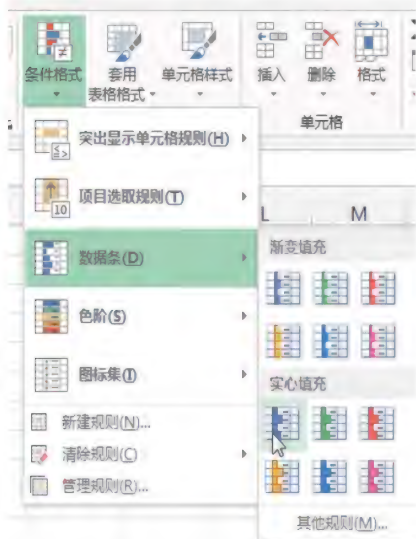 条件格式 套用 单元格样式 插入 删除 格式
表格格式
单元格
突出显示单元格规则(H)
项目选取规则(T)
L M
数据条(D)
渐变填充
色阶(S)
图标集(I)
实心填充
新建规则(N)...
清除规则(C)
管理规则(R)...
其他规则(M)...